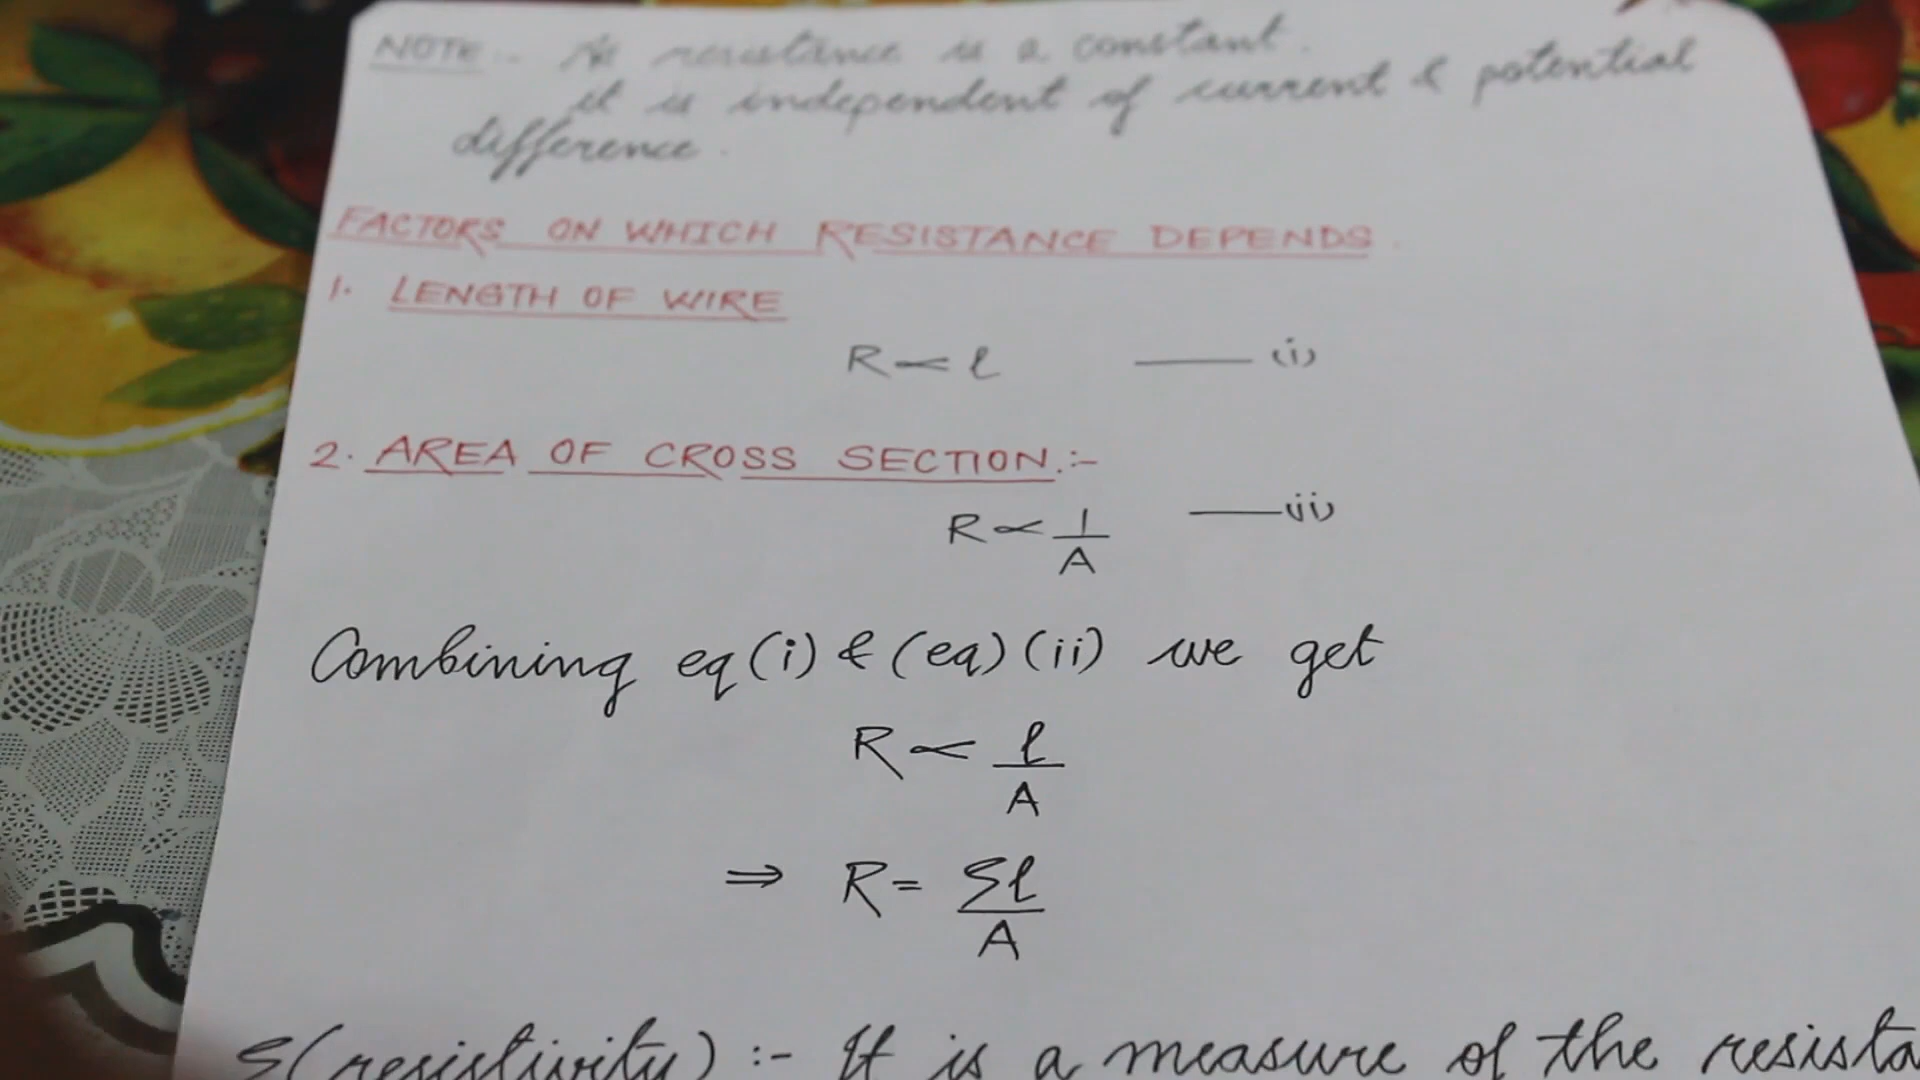 NOTE :- As resistance is a constant.
it is independent of current & potential
difference.
FACTORS ON WHICH RESISTANCE DEPENDS.
1. LENGTH OF WIRE
R ∝ l —— (i)
2. AREA OF CROSS SECTION.:-
R ∝ 1/A —— (ii)
Combining eq (i) & (eq) (ii) we get
R ∝ l/A
⇒ R = Σl/A
Σ (resistivity) :- It is a measure of the resista